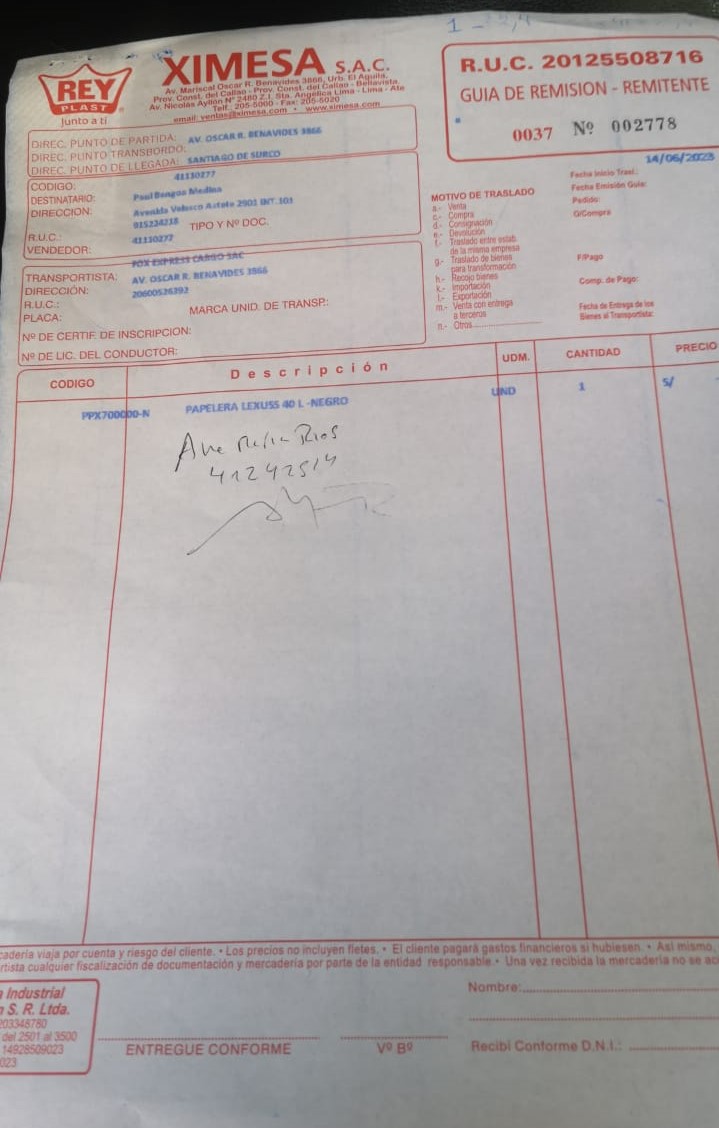 REY
PLAST
Junto a tí
XIMESA S.A.C.
Av. Mariscal Oscar R. Benavides 3866, Urb. El Aguila,
Prov. Const. del Callao - Prov. Const. del Callao - Bellavista.
Av. Nicolás Ayllón Nº 2480 Z.I. Sta. Angélica Lima - Lima - Ate
Telf.: 205-5000 - Fax: 205-5020
email: ventas@ximesa.com • www.ximesa.com
R.U.C. 20125508716
GUIA DE REMISION - REMITENTE
0037 Nº 002778
14/06/2023
DIREC. PUNTO DE PARTIDA: AV. OSCAR R. BENAVIDES 3866
DIREC. PUNTO TRANSBORDO:
DIREC. PUNTO DE LLEGADA: SANTIAGO DE SURCO
CODIGO: 41130277
DESTINATARIO: Paul Bengoa Medina
DIRECCION: Avenida Velasco Astete 2901 INT.101
915224218 TIPO Y Nº DOC.
R.U.C.: 41130277
VENDEDOR:
FOX EXPRESS CARGO SAC
TRANSPORTISTA: AV. OSCAR R. BENAVIDES 3866
DIRECCIÓN: 20600526392
R.U.C.:
PLACA: MARCA UNID. DE TRANSP.:
Nº DE CERTIF. DE INSCRIPCION:
Nº DE LIC. DEL CONDUCTOR:
MOTIVO DE TRASLADO
a.- Venta
c.- Compra
d.- Consignación
e.- Devolución
f.- Traslado entre estab.
de la misma empresa
g.- Traslado de bienes
para transformación
h.- Recojo bienes
k.- Importación
l.- Exportación
m.- Venta con entrega
a terceros
n.- Otros
Fecha Inicio Trasl.:
Fecha Emisión Guía:
Pedido:
O/Compra
F/Pago
Comp. de Pago:
Fecha de Entrega de los
Bienes al Transportista:
CODIGO Descripción UDM. CANTIDAD PRECIO
PPX700000-N PAPELERA LEXUSS 40 L -NEGRO UND 1 S/
Rios
41242514
cadería viaja por cuenta y riesgo del cliente. • Los precios no incluyen fletes. • El cliente pagará gastos financieros si hubiesen. • Asi mismo,
rtista cualquier fiscalización de documentación y mercadería por parte de la entidad responsable. • Una vez recibida la mercadería no se ac
a Industrial
n S. R. Ltda.
203348780
del 2501 al 3500
14928509023
023
ENTREGUE CONFORME
Vº Bº
Nombre:
Recibí Conforme D.N.I.: